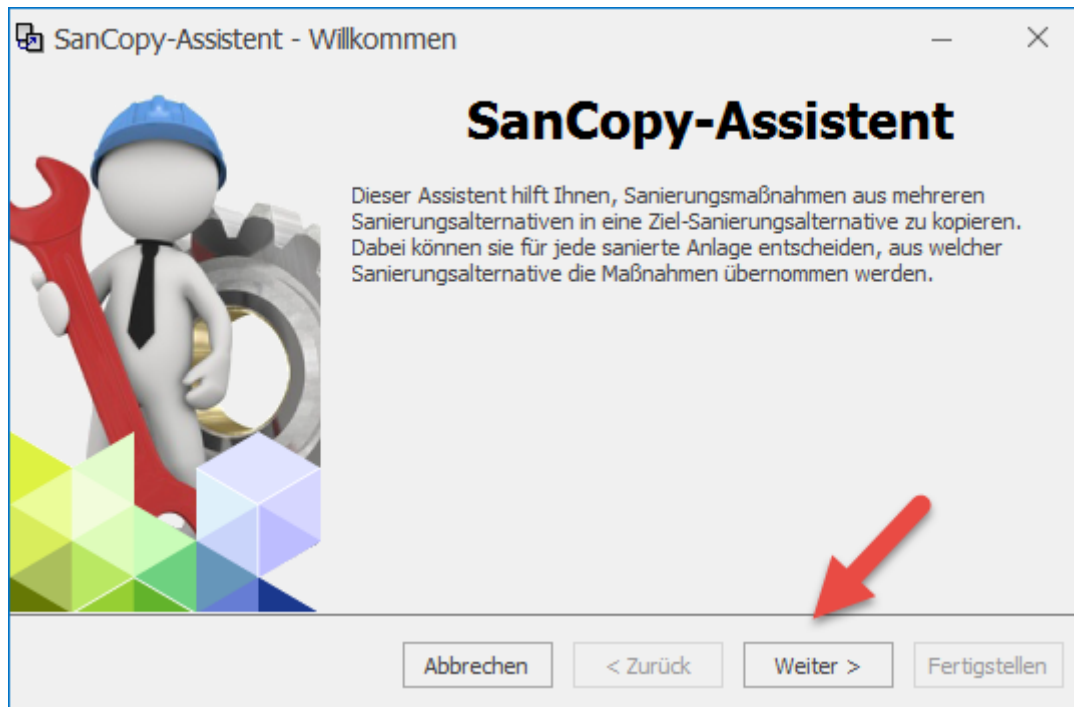 SanCopy-Assistent - Willkommen
SanCopy-Assistent
Dieser Assistent hilft Ihnen, Sanierungsmaßnahmen aus mehreren
Sanierungsalternativen in eine Ziel-Sanierungsalternative zu kopieren.
Dabei können sie für jede sanierte Anlage entscheiden, aus welcher
Sanierungsalternative die Maßnahmen übernommen werden.
Abbrechen < Zurück Weiter > Fertigstellen